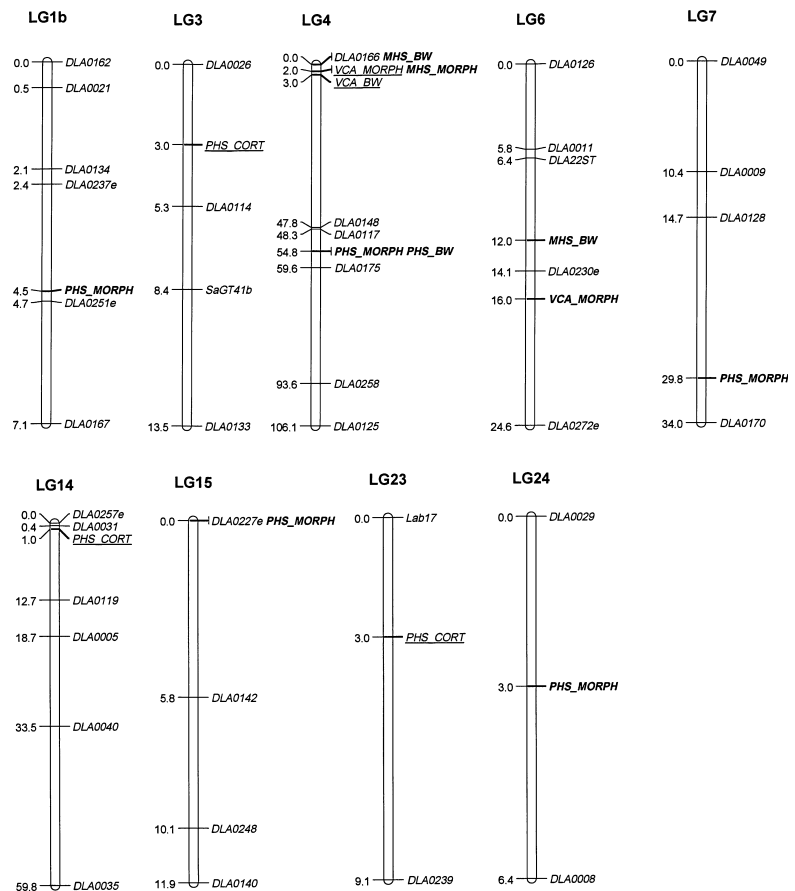 LG1b
0.0 DLA0162
0.5 DLA0021
2.1 DLA0134
2.4 DLA0237e
4.5 PHS_MORPH
4.7 DLA0251e
7.1 DLA0167
LG3
0.0 DLA0026
3.0 PHS_CORT
5.3 DLA0114
8.4 SaGT41b
13.5 DLA0133
LG4
0.0 DLA0166 MHS_BW
2.0 VCA_MORPH MHS_MORPH
3.0 VCA_BW
47.8 DLA0148
48.3 DLA0117
54.8 PHS_MORPH PHS_BW
59.6 DLA0175
93.6 DLA0258
106.1 DLA0125
LG6
0.0 DLA0126
5.8 DLA0011
6.4 DLA22ST
12.0 MHS_BW
14.1 DLA0230e
16.0 VCA_MORPH
24.6 DLA0272e
LG7
0.0 DLA0049
10.4 DLA0009
14.7 DLA0128
29.8 PHS_MORPH
34.0 DLA0170
LG14
0.0 DLA0257e
0.4 DLA0031
1.0 PHS_CORT
12.7 DLA0119
18.7 DLA0005
33.5 DLA0040
59.8 DLA0035
LG15
0.0 DLA0227e PHS_MORPH
5.8 DLA0142
10.1 DLA0248
11.9 DLA0140
LG23
0.0 Lab17
3.0 PHS_CORT
9.1 DLA0239
LG24
0.0 DLA0029
3.0 PHS_MORPH
6.4 DLA0008